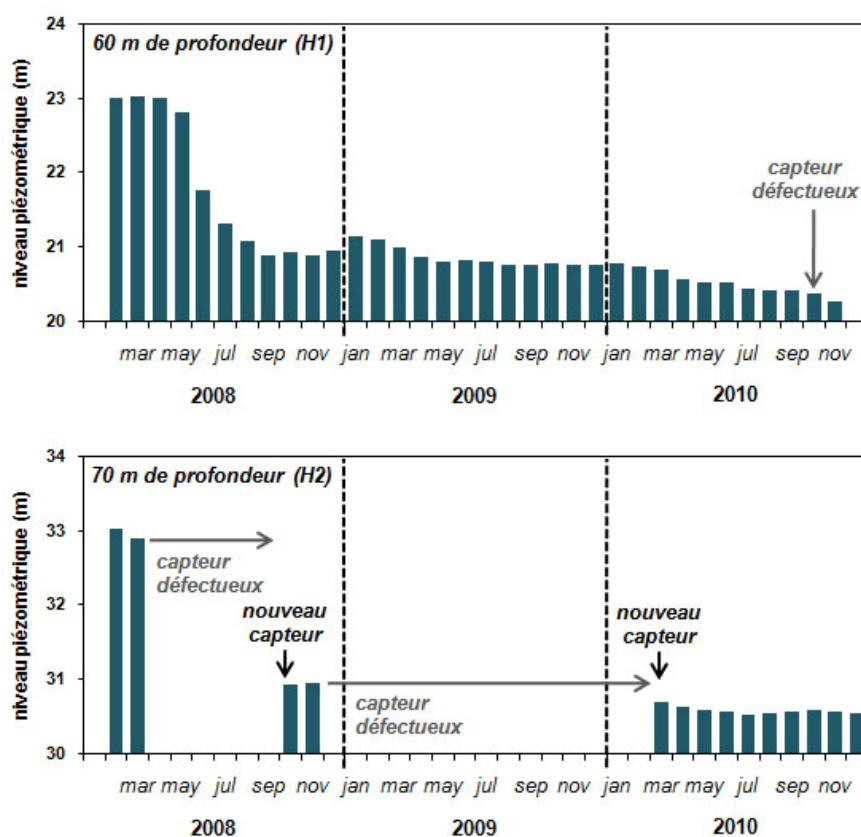 60 m de profondeur (H1)
niveau piézométrique (m)
24
23
22
21
20
capteur
défectueux
mar may jul sep nov jan mar may jul sep nov jan mar may jul sep nov
2008 2009 2010
70 m de profondeur (H2)
niveau piézométrique (m)
34
33
32
31
30
capteur
défectueux
nouveau
capteur
capteur
défectueux
nouveau
capteur
mar may jul sep nov jan mar may jul sep nov jan mar may jul sep nov
2008 2009 2010